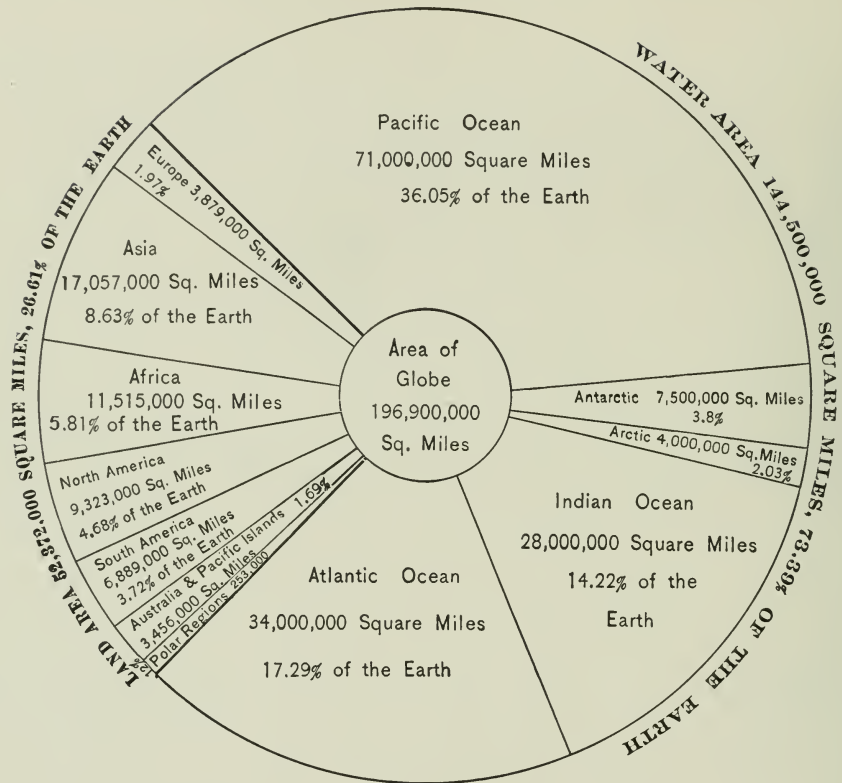 WATER AREA 144,500,000 SQUARE MILES, 73.39% OF THE EARTH
Pacific Ocean
71,000,000 Square Miles
36.05% of the Earth
Antarctic 7,500,000 Sq. Miles
3.8%
Arctic 4,000,000 Sq. Miles
2.03%
Indian Ocean
28,000,000 Square Miles
14.22% of the
Earth
Atlantic Ocean
34,000,000 Square Miles
17.29% of the Earth
Area of
Globe
196,900,000
Sq. Miles
LAND AREA 52,372,000 SQUARE MILES, 26.61% OF THE EARTH
Europe 3,879,000 Sq. Miles
1.97%
Asia
17,057,000 Sq. Miles
8.63% of the Earth
Africa
11,515,000 Sq. Miles
5.81% of the Earth
North America
9,323,000 Sq. Miles
4.68% of the Earth
South America
6,889,000 Sq. Miles
3.72% of the Earth
Australia & Pacific Islands 1.69%
3,456,000 Sq. Miles
Polar Regions 253,000
.12%